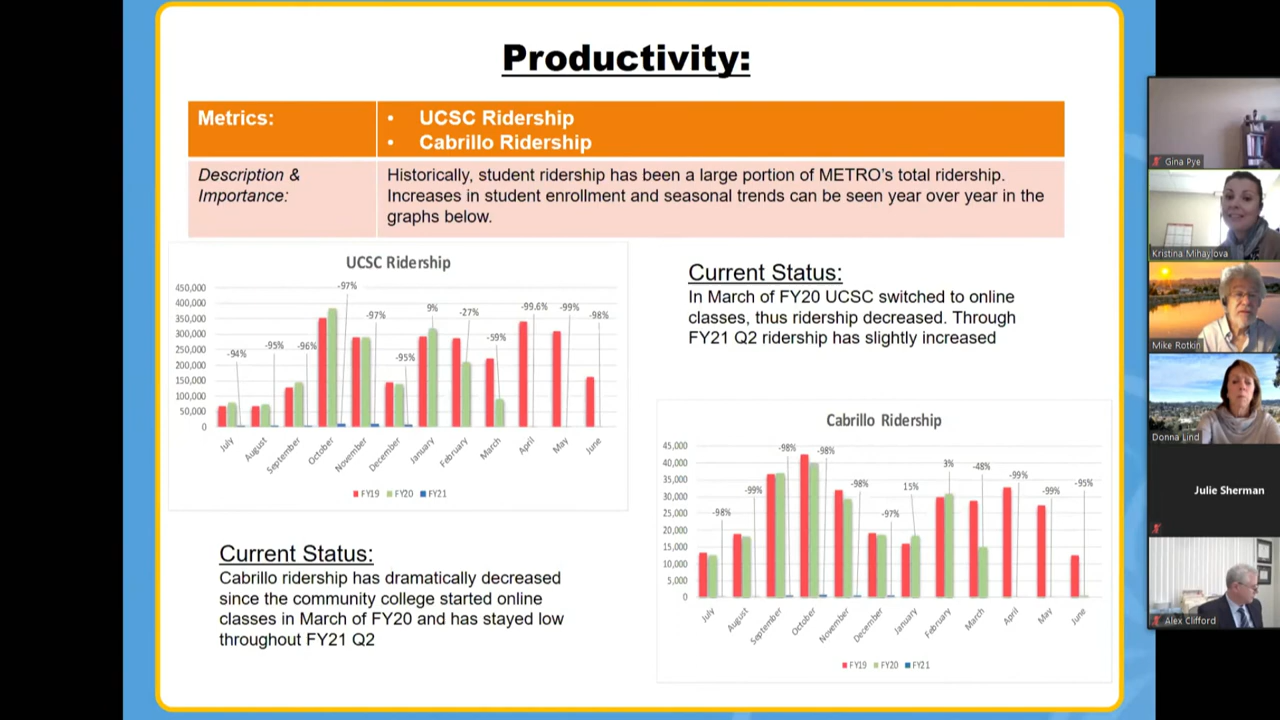 Productivity:
Metrics:
• UCSC Ridership
• Cabrillo Ridership
Description &
Importance:
Historically, student ridership has been a large portion of METRO's total ridership.
Increases in student enrollment and seasonal trends can be seen year over year in the
graphs below.
UCSC Ridership
450,000
400,000
350,000
300,000
250,000
200,000
150,000
100,000
50,000
0
-94%
-95%
-96%
-97%
-97%
-95%
9%
-27%
-59%
-99.6%
-99%
-98%
July
August
September
October
November
December
January
February
March
April
May
June
FY19 FY20 FY21
Current Status:
In March of FY20 UCSC switched to online
classes, thus ridership decreased. Through
FY21 Q2 ridership has slightly increased
Current Status:
Cabrillo ridership has dramatically decreased
since the community college started online
classes in March of FY20 and has stayed low
throughout FY21 Q2
Cabrillo Ridership
45,000
40,000
35,000
30,000
25,000
20,000
15,000
10,000
5,000
0
-98%
-99%
-98%
-98%
-98%
-97%
15%
3%
-48%
-99%
-99%
-95%
July
August
September
October
November
December
January
February
March
April
May
June
FY19 FY20 FY21
Gina Pye
Kristina Mihaylova
Mike Rotkin
Donna Lind
Julie Sherman
Alex Clifford